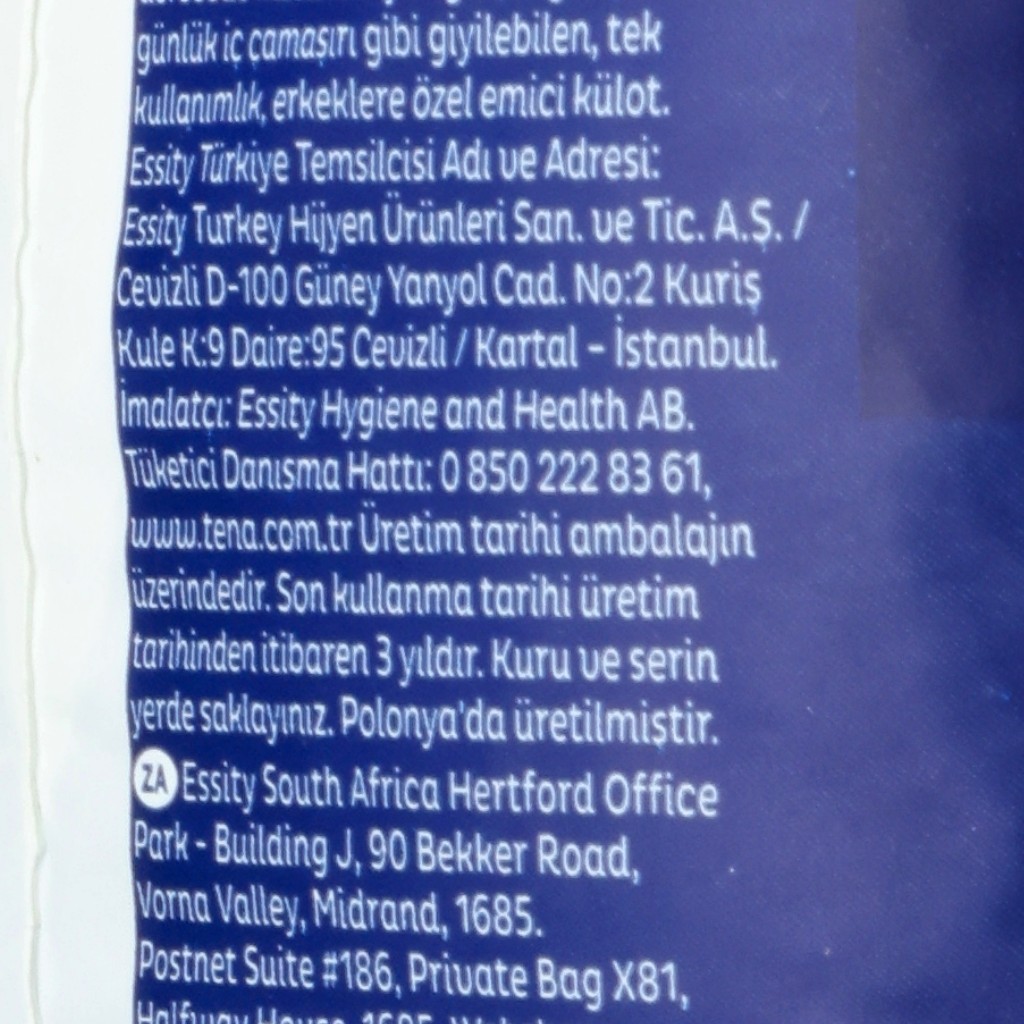 günlük iç çamaşırı gibi giyilebilen, tek
kullanımlık, erkeklere özel emici külot.
Essity Türkiye Temsilcisi Adı ve Adresi:
Essity Turkey Hijyen Ürünleri San. ve Tic. A.Ş. /
Cevizli D-100 Güney Yanyol Cad. No:2 Kuriş
Kule K:9 Daire:95 Cevizli / Kartal – İstanbul.
İmalatçı: Essity Hygiene and Health AB.
Tüketici Danısma Hattı: 0 850 222 83 61,
www.tena.com.tr Üretim tarihi ambalajın
üzerindedir. Son kullanma tarihi üretim
tarihinden itibaren 3 yıldır. Kuru ve serin
yerde saklayınız. Polonya'da üretilmiştir.
ZA Essity South Africa Hertford Office
Park - Building J, 90 Bekker Road,
Vorna Valley, Midrand, 1685.
Postnet Suite #186, Private Bag X81,
Halfway House, 1685,